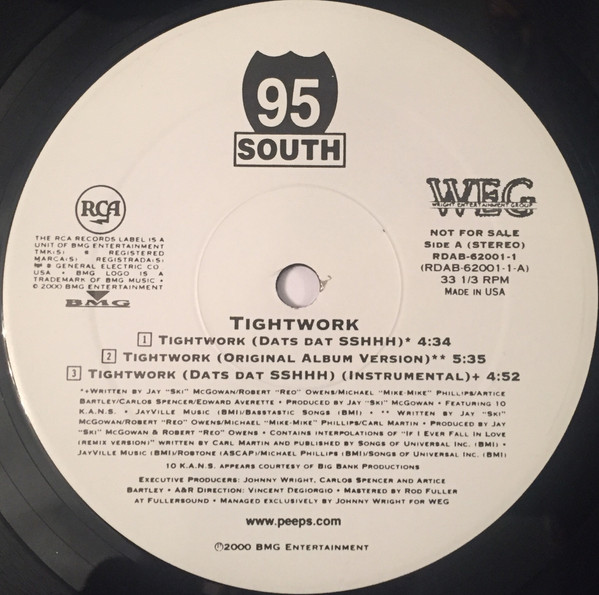 95
SOUTH
RCA
THE RCA RECORDS LABEL IS A
UNIT OF BMG ENTERTAINMENT
TMK(S): ® REGISTERED
MARCA(S): REGISTRADA(S):
® GENERAL ELECTRIC CO.
USA • BMG LOGO IS A
TRADEMARK OF BMG MUSIC •
© 2000 BMG ENTERTAINMENT
BMG
WEG
WRIGHT ENTERTAINMENT GROUP
NOT FOR SALE
SIDE A (STEREO)
RDAB-62001-1
(RDAB-62001-1-A)
33 1/3 RPM
MADE IN USA
TIGHTWORK
1 TIGHTWORK (DATS DAT SSHHH)* 4:34
2 TIGHTWORK (ORIGINAL ALBUM VERSION)** 5:35
3 TIGHTWORK (DATS DAT SSHHH) (INSTRUMENTAL)+ 4:52
*+WRITTEN BY JAY "SKI" MCGOWAN/ROBERT "REO" OWENS/MICHAEL "MIKE-MIKE" PHILLIPS/ARTICE
BARTLEY/CARLOS SPENCER/EDWARD AVERETTE • PRODUCED BY JAY "SKI" MCGOWAN • FEATURING 10
K.A.N.S. • JAYVILLE MUSIC (BMI)/BASSTASTIC SONGS (BMI) • ** WRITTEN BY JAY "SKI"
MCGOWAN/ROBERT "REO" OWENS/MICHAEL "MIKE-MIKE" PHILLIPS/CARL MARTIN • PRODUCED BY JAY
"SKI" MCGOWAN & ROBERT "REO" OWENS • CONTAINS INTERPOLATIONS OF "IF I EVER FALL IN LOVE
(REMIX VERSION)" WRITTEN BY CARL MARTIN AND PUBLISHED BY SONGS OF UNIVERSAL INC. (BMI) •
JAYVILLE MUSIC (BMI)/ROBTONE (ASCAP)/MICHAEL PHILLIPS (BMI)/SONGS OF UNIVERSAL INC. (BMI)
10 K.A.N.S. APPEARS COURTESY OF BIG BANK PRODUCTIONS
EXECUTIVE PRODUCERS: JOHNNY WRIGHT, CARLOS SPENCER AND ARTICE
BARTLEY • A&R DIRECTION: VINCENT DEGIORGIO • MASTERED BY ROD FULLER
AT FULLERSOUND • MANAGED EXCLUSIVELY BY JOHNNY WRIGHT FOR WEG
www.peeps.com
℗2000 BMG ENTERTAINMENT